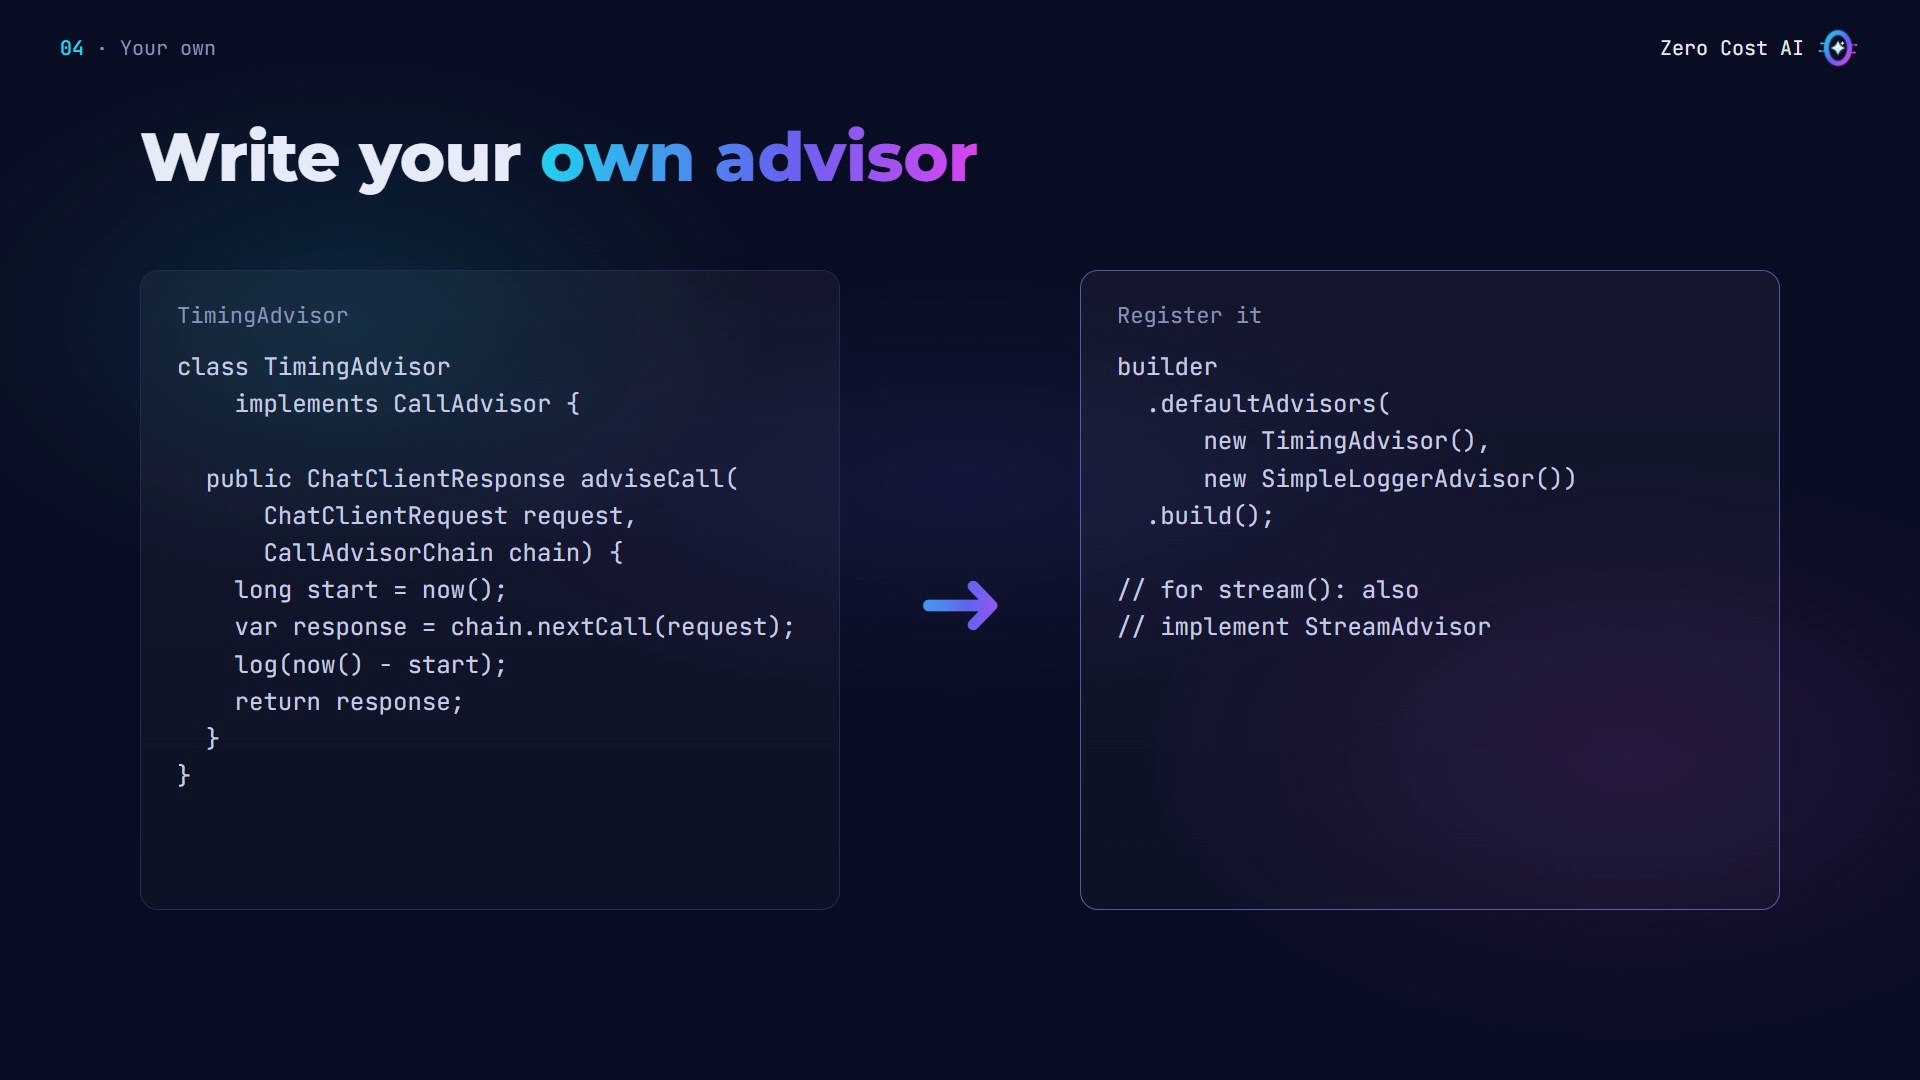 04 · Your own
Zero Cost AI
Write your own advisor
TimingAdvisor
class TimingAdvisor
    implements CallAdvisor {

  public ChatClientResponse adviseCall(
      ChatClientRequest request,
      CallAdvisorChain chain) {
    long start = now();
    var response = chain.nextCall(request);
    log(now() - start);
    return response;
  }
}
Register it
builder
  .defaultAdvisors(
      new TimingAdvisor(),
      new SimpleLoggerAdvisor())
  .build();

// for stream(): also
// implement StreamAdvisor